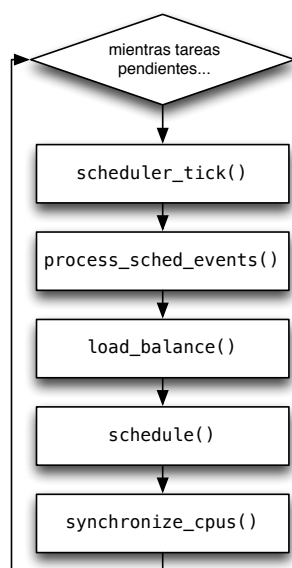 mientras tareas
pendientes...
scheduler_tick()
process_sched_events()
load_balance()
schedule()
synchronize_cpus()